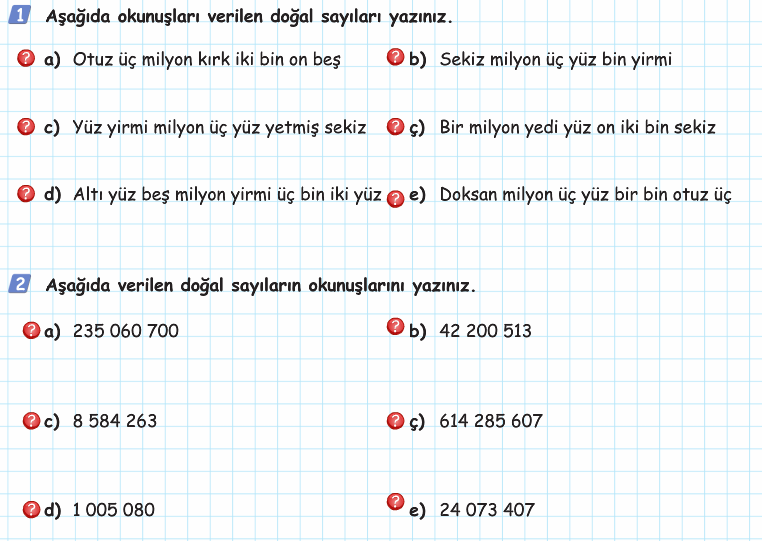 1 Aşağıda okunuşları verilen doğal sayıları yazınız.
? a) Otuz üç milyon kırk iki bin on beş
? b) Sekiz milyon üç yüz bin yirmi
? c) Yüz yirmi milyon üç yüz yetmiş sekiz
? ç) Bir milyon yedi yüz on iki bin sekiz
? d) Altı yüz beş milyon yirmi üç bin iki yüz
? e) Doksan milyon üç yüz bir bin otuz üç
2 Aşağıda verilen doğal sayıların okunuşlarını yazınız.
? a) 235 060 700
? b) 42 200 513
? c) 8 584 263
? ç) 614 285 607
? d) 1 005 080
? e) 24 073 407